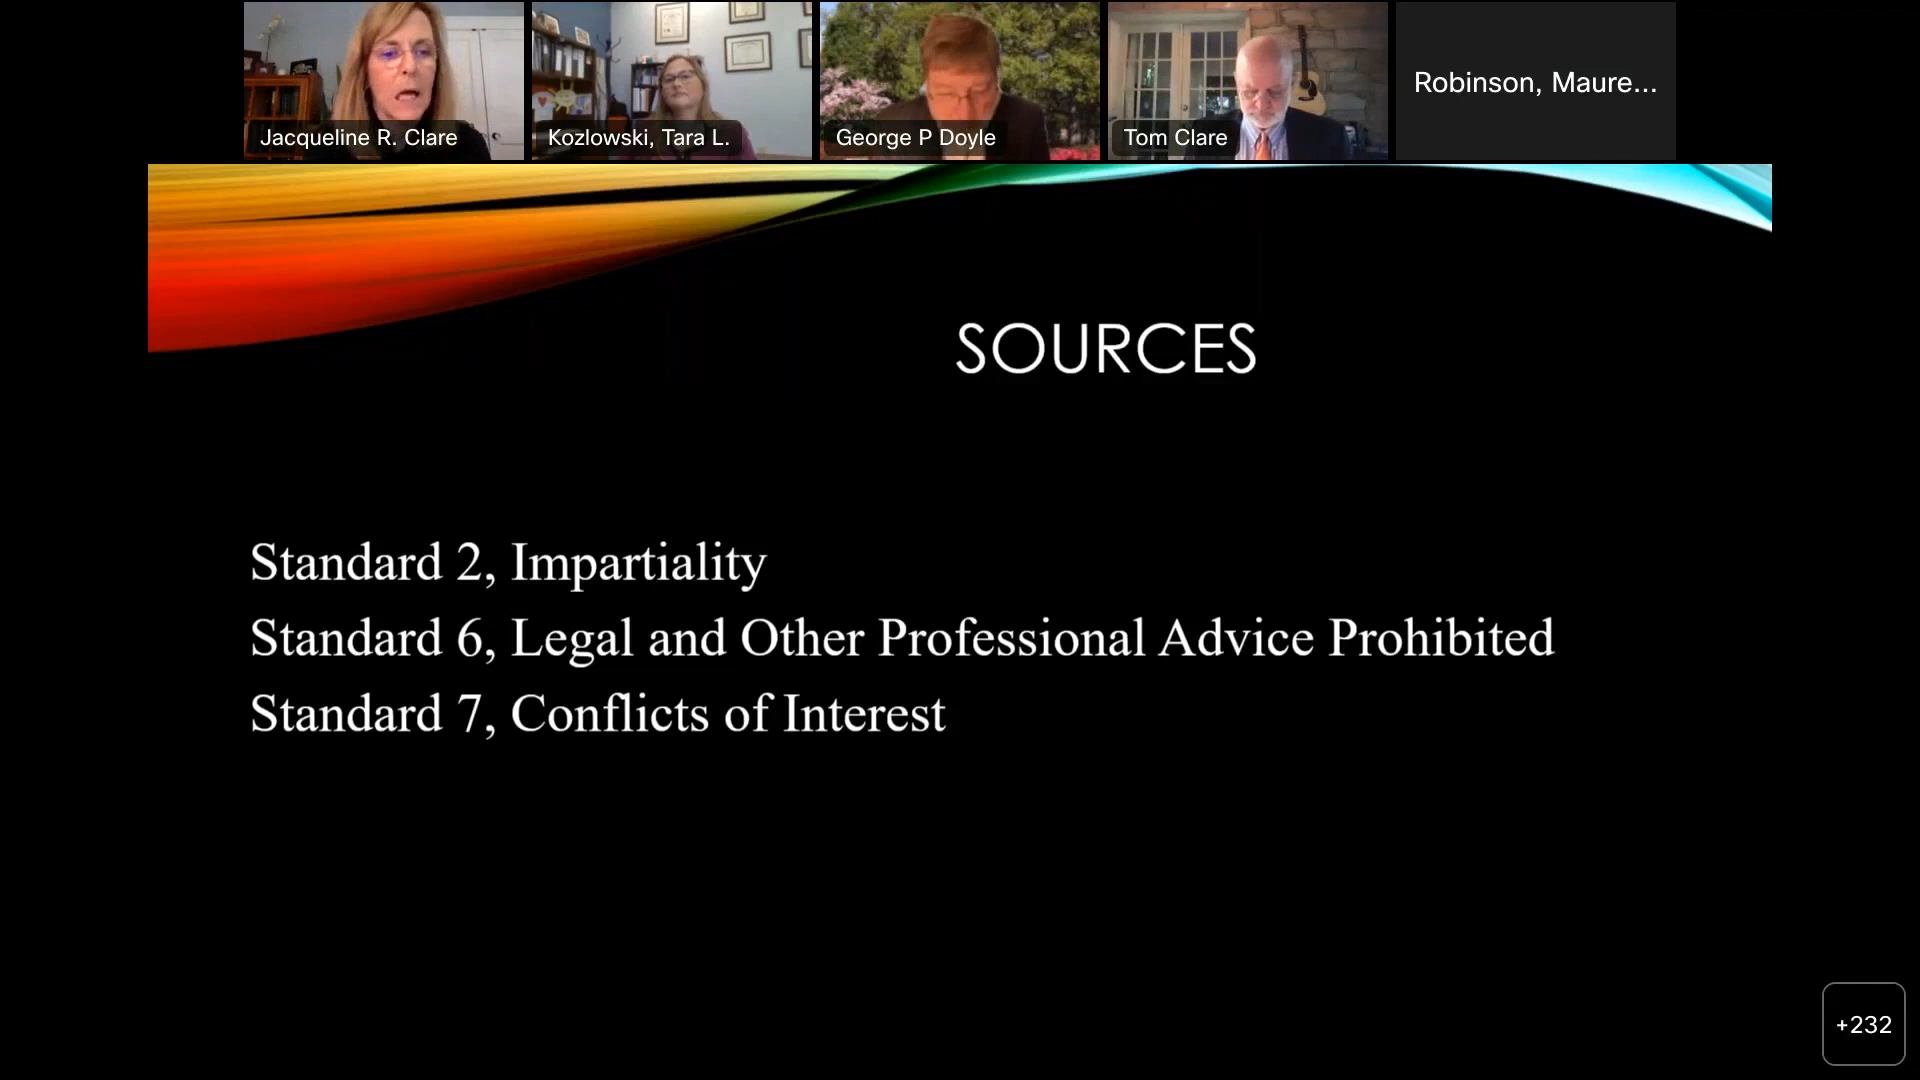 Jacqueline R. Clare
Kozlowski, Tara L.
George P Doyle
Tom Clare
Robinson, Maure...
SOURCES
Standard 2, Impartiality
Standard 6, Legal and Other Professional Advice Prohibited
Standard 7, Conflicts of Interest
+232